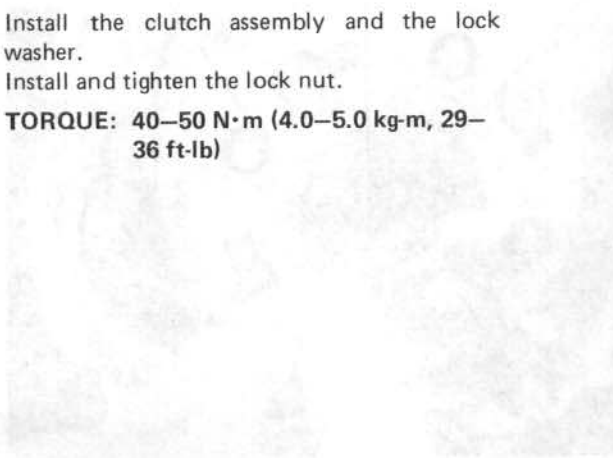 Install the clutch assembly and the lock
washer.
Install and tighten the lock nut.
TORQUE: 40—50 N·m (4.0—5.0 kg-m, 29—
36 ft-lb)